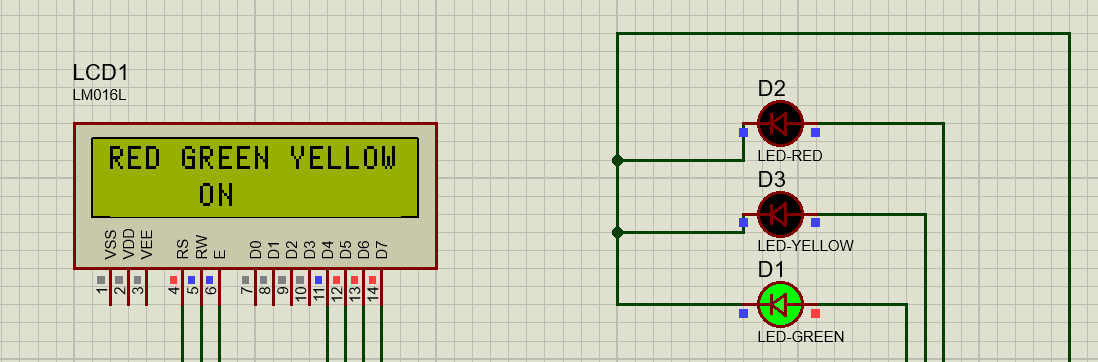 LCD1
LM016L
RED GREEN YELLOW
ON
VSS VDD VEE RS RW E D0 D1 D2 D3 D4 D5 D6 D7
1 2 3 4 5 6 7 8 9 10 11 12 13 14
D2
LED-RED
D3
LED-YELLOW
D1
LED-GREEN